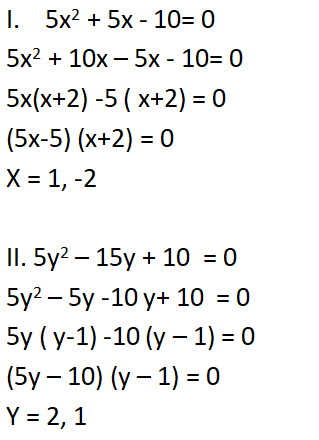 I.   5x² + 5x - 10= 0
5x² + 10x – 5x - 10= 0
5x(x+2) -5 ( x+2) = 0
(5x-5) (x+2) = 0
X = 1, -2
II. 5y² – 15y + 10  = 0
5y² – 5y -10 y+ 10  = 0
5y ( y-1) -10 (y – 1) = 0
(5y – 10) (y – 1) = 0
Y = 2, 1